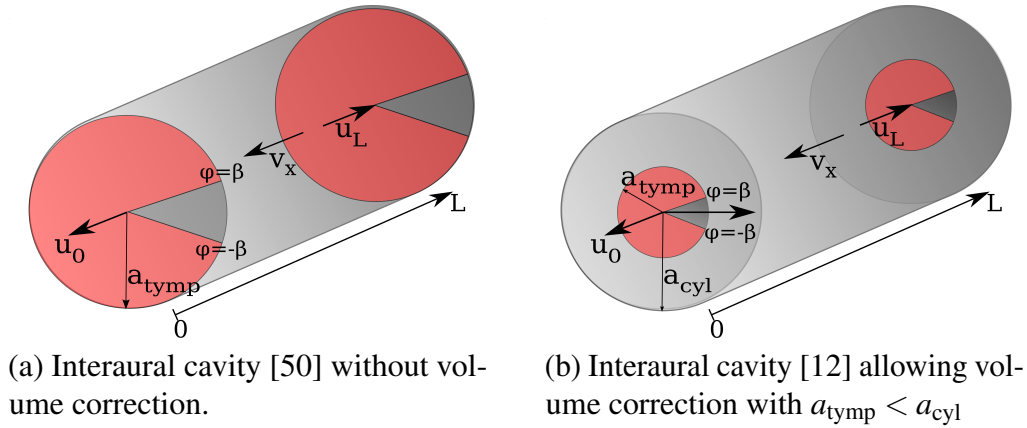 u_L
v_x
φ=β
φ=-β
u_0
a_tymp
L
0
(a) Interaural cavity [50] without vol-
ume correction.
u_L
v_x
a_tymp
φ=β
φ=-β
u_0
a_cyl
L
0
(b) Interaural cavity [12] allowing vol-
ume correction with a_tymp < a_cyl